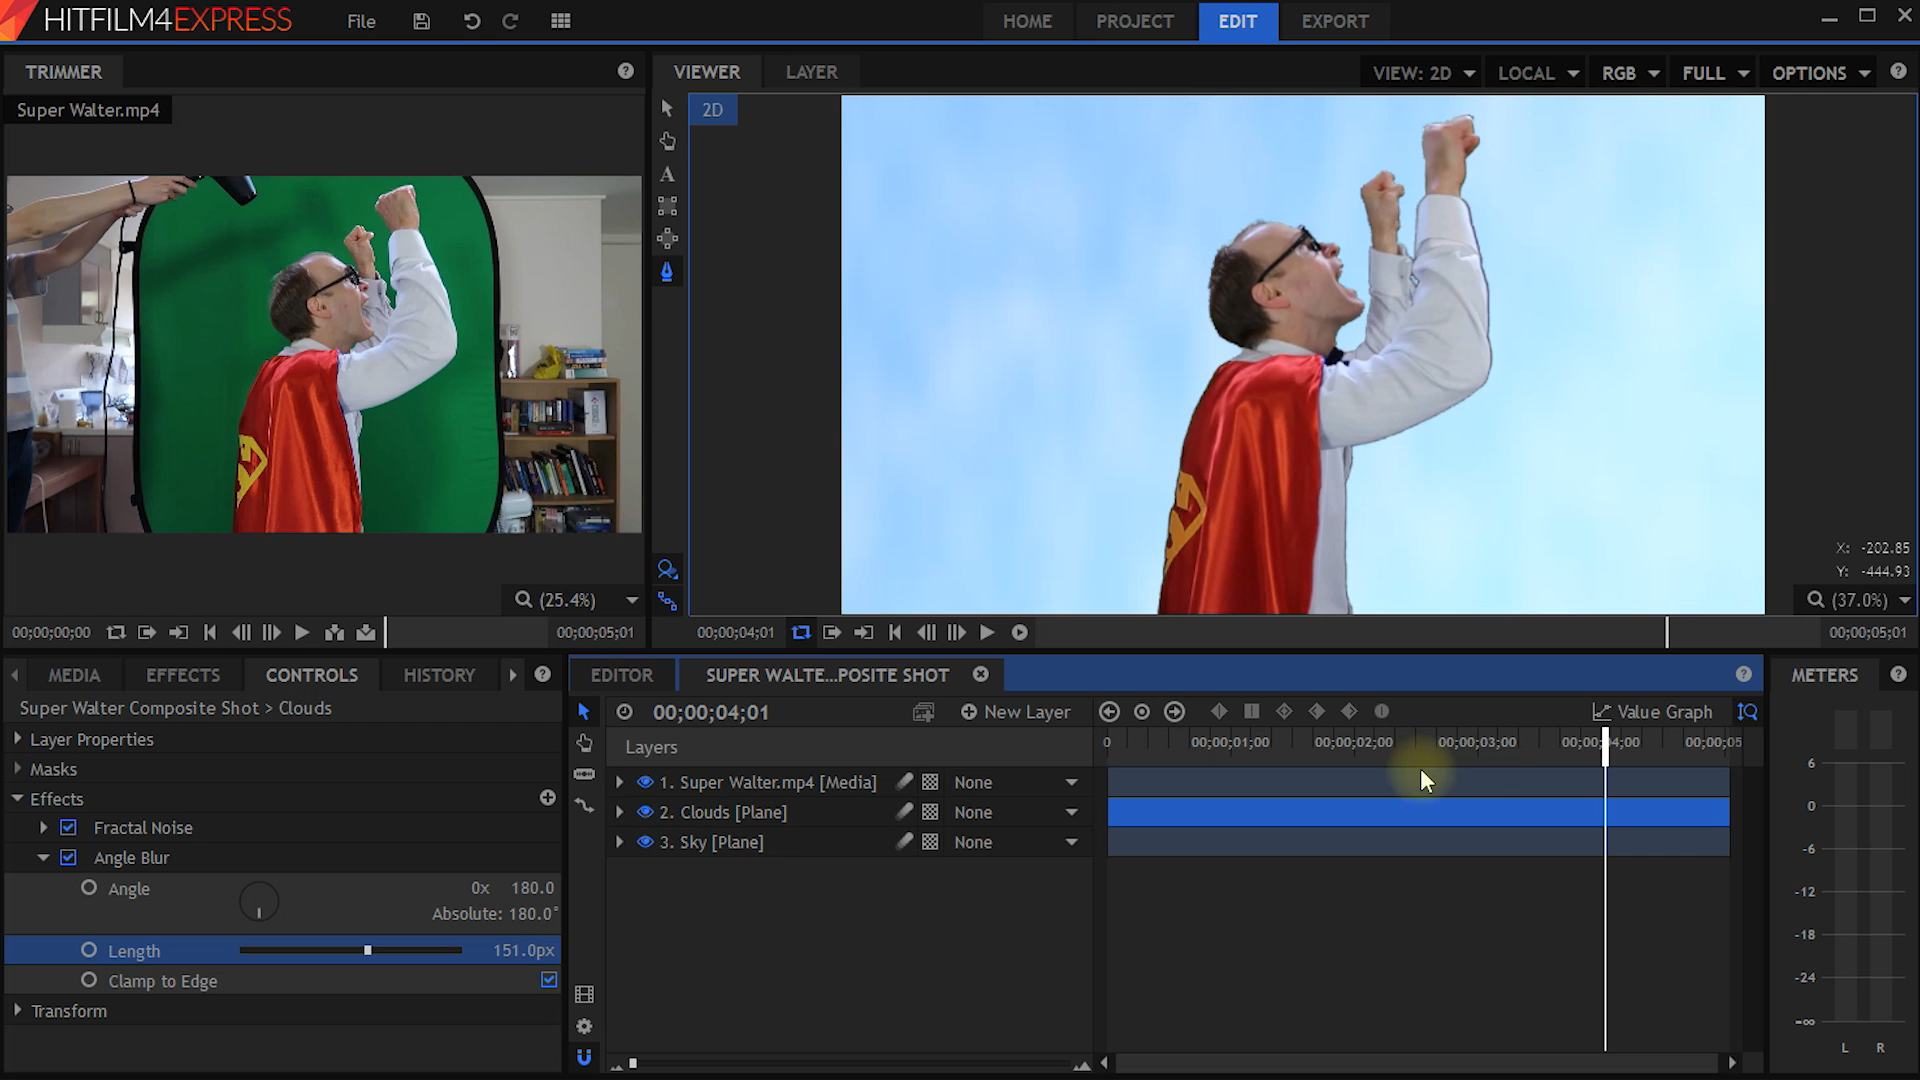 HITFILM4EXPRESS File HOME PROJECT EDIT EXPORT
TRIMMER
Super Walter.mp4
(25.4%)
00;00;00;00 00;00;05;01
VIEWER LAYER VIEW: 2D LOCAL RGB FULL OPTIONS
2D
X: -202.85
Y: -444.93
(37.0%)
00;00;04;01 00;00;05;01
MEDIA EFFECTS CONTROLS HISTORY
Super Walter Composite Shot > Clouds
Layer Properties
Masks
Effects
Fractal Noise
Angle Blur
Angle 0x 180.0
Absolute: 180.0°
Length 151.0px
Clamp to Edge
Transform
EDITOR SUPER WALTE...POSITE SHOT
00;00;04;01 New Layer Value Graph
Layers 0 00;00;01;00 00;00;02;00 00;00;03;00 00;00;04;00 00;00;05
1. Super Walter.mp4 [Media] None
2. Clouds [Plane] None
3. Sky [Plane] None
METERS
6
0
-6
-12
-18
-24
-∞
L R